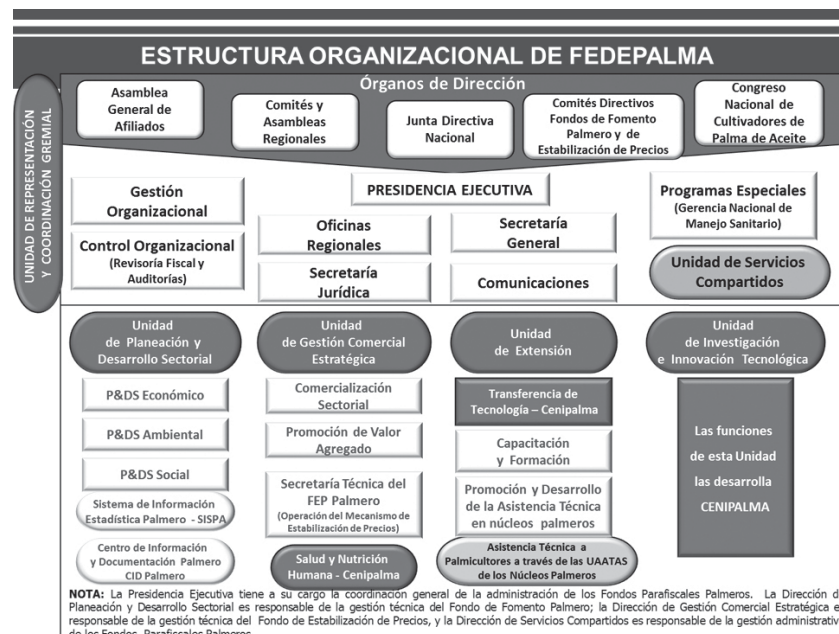 ESTRUCTURA ORGANIZACIONAL DE FEDEPALMA
Órganos de Dirección
UNIDAD DE REPRESENTACIÓN
Y COORDINACIÓN GREMIAL
Asamblea
General de
Afiliados
Comités y
Asambleas
Regionales
Junta Directiva
Nacional
Comités Directivos
Fondos de Fomento
Palmero y de
Estabilización de Precios
Congreso
Nacional de
Cultivadores de
Palma de Aceite
PRESIDENCIA EJECUTIVA
Gestión
Organizacional
Control Organizacional
(Revisoría Fiscal y
Auditorías)
Oficinas
Regionales
Secretaría
Jurídica
Secretaría
General
Comunicaciones
Programas Especiales
(Gerencia Nacional de
Manejo Sanitario)
Unidad de Servicios
Compartidos
Unidad
de Planeación y
Desarrollo Sectorial
P&DS Económico
P&DS Ambiental
P&DS Social
Sistema de Información
Estadística Palmero - SISPA
Centro de Información
y Documentación Palmero
CID Palmero
Unidad
de Gestión Comercial
Estratégica
Comercialización
Sectorial
Promoción de Valor
Agregado
Secretaría Técnica del
FEP Palmero
(Operación del Mecanismo de
Estabilización de Precios)
Salud y Nutrición
Humana - Cenipalma
Unidad
de Extensión
Transferencia de
Tecnología – Cenipalma
Capacitación
y Formación
Promoción y Desarrollo
de la Asistencia Técnica
en núcleos palmeros
Asistencia Técnica a
Palmicultores a través de las UAATAS
de los Núcleos Palmeros
Unidad
de Investigación
e Innovación Tecnológica
Las funciones
de esta Unidad
las desarrolla
CENIPALMA
NOTA: La Presidencia Ejecutiva tiene a su cargo la coordinación general de la administración de los Fondos Parafiscales Palmeros. La Dirección d
Planeación y Desarrollo Sectorial es responsable de la gestión técnica del Fondo de Fomento Palmero; la Dirección de Gestión Comercial Estratégica e
responsable de la gestión técnica del Fondo de Estabilización de Precios, y la Dirección de Servicios Compartidos es responsable de la gestión administrativ
de los Fondos Parafiscales Palmeros